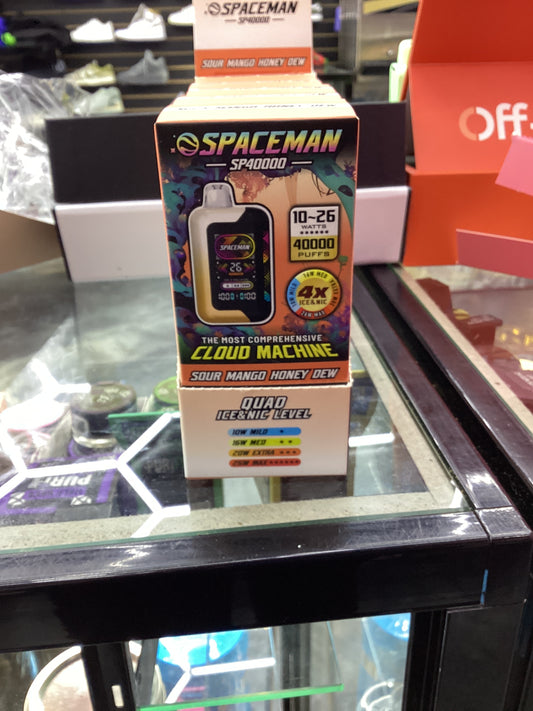 SPACEMAN
SP40000
SOUR MANGO HONEY DEW
Off
SPACEMAN
SP40000
10~26
WATTS
40000
PUFFS
SPACEMAN
26
4X
ICE&NIC
THE MOST COMPREHENSIVE
CLOUD MACHINE
SOUR MANGO HONEY DEW
QUAD
ICE&NIC LEVEL
10W MILD
16W MED
20W EXTRA
26W MAX